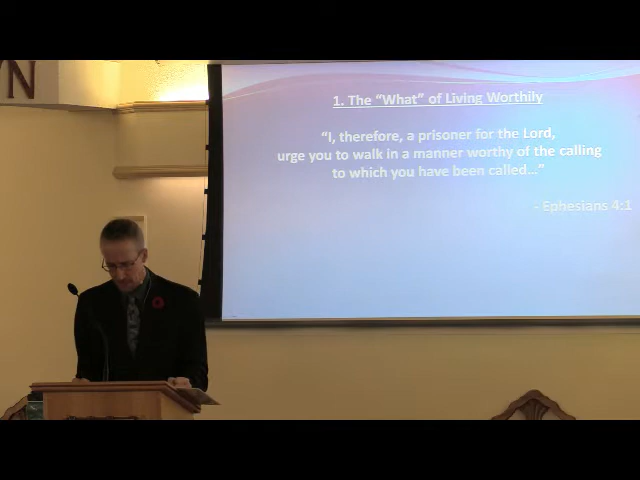 WN
1. The “What” of Living Worthily
“I, therefore, a prisoner for the Lord,
urge you to walk in a manner worthy of the calling
to which you have been called…”
- Ephesians 4:1